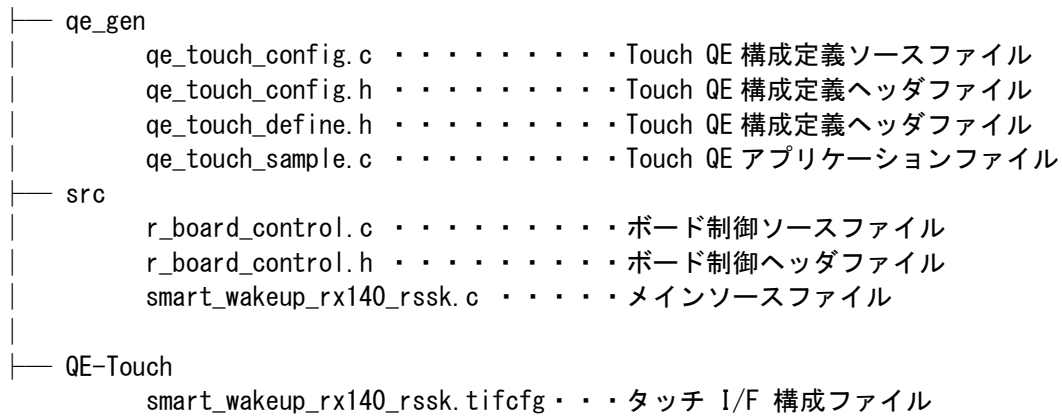 ├── qe_gen
│ qe_touch_config.c ・・・・・・・・・Touch QE 構成定義ソースファイル
│ qe_touch_config.h ・・・・・・・・・Touch QE 構成定義ヘッダファイル
│ qe_touch_define.h ・・・・・・・・・Touch QE 構成定義ヘッダファイル
│ qe_touch_sample.c ・・・・・・・・・Touch QE アプリケーションファイル
├── src
│ r_board_control.c ・・・・・・・・・ボード制御ソースファイル
│ r_board_control.h ・・・・・・・・・ボード制御ヘッダファイル
│ smart_wakeup_rx140_rssk.c ・・・・・メインソースファイル
│
├── QE-Touch
smart_wakeup_rx140_rssk.tifcfg・・・タッチ I/F 構成ファイル